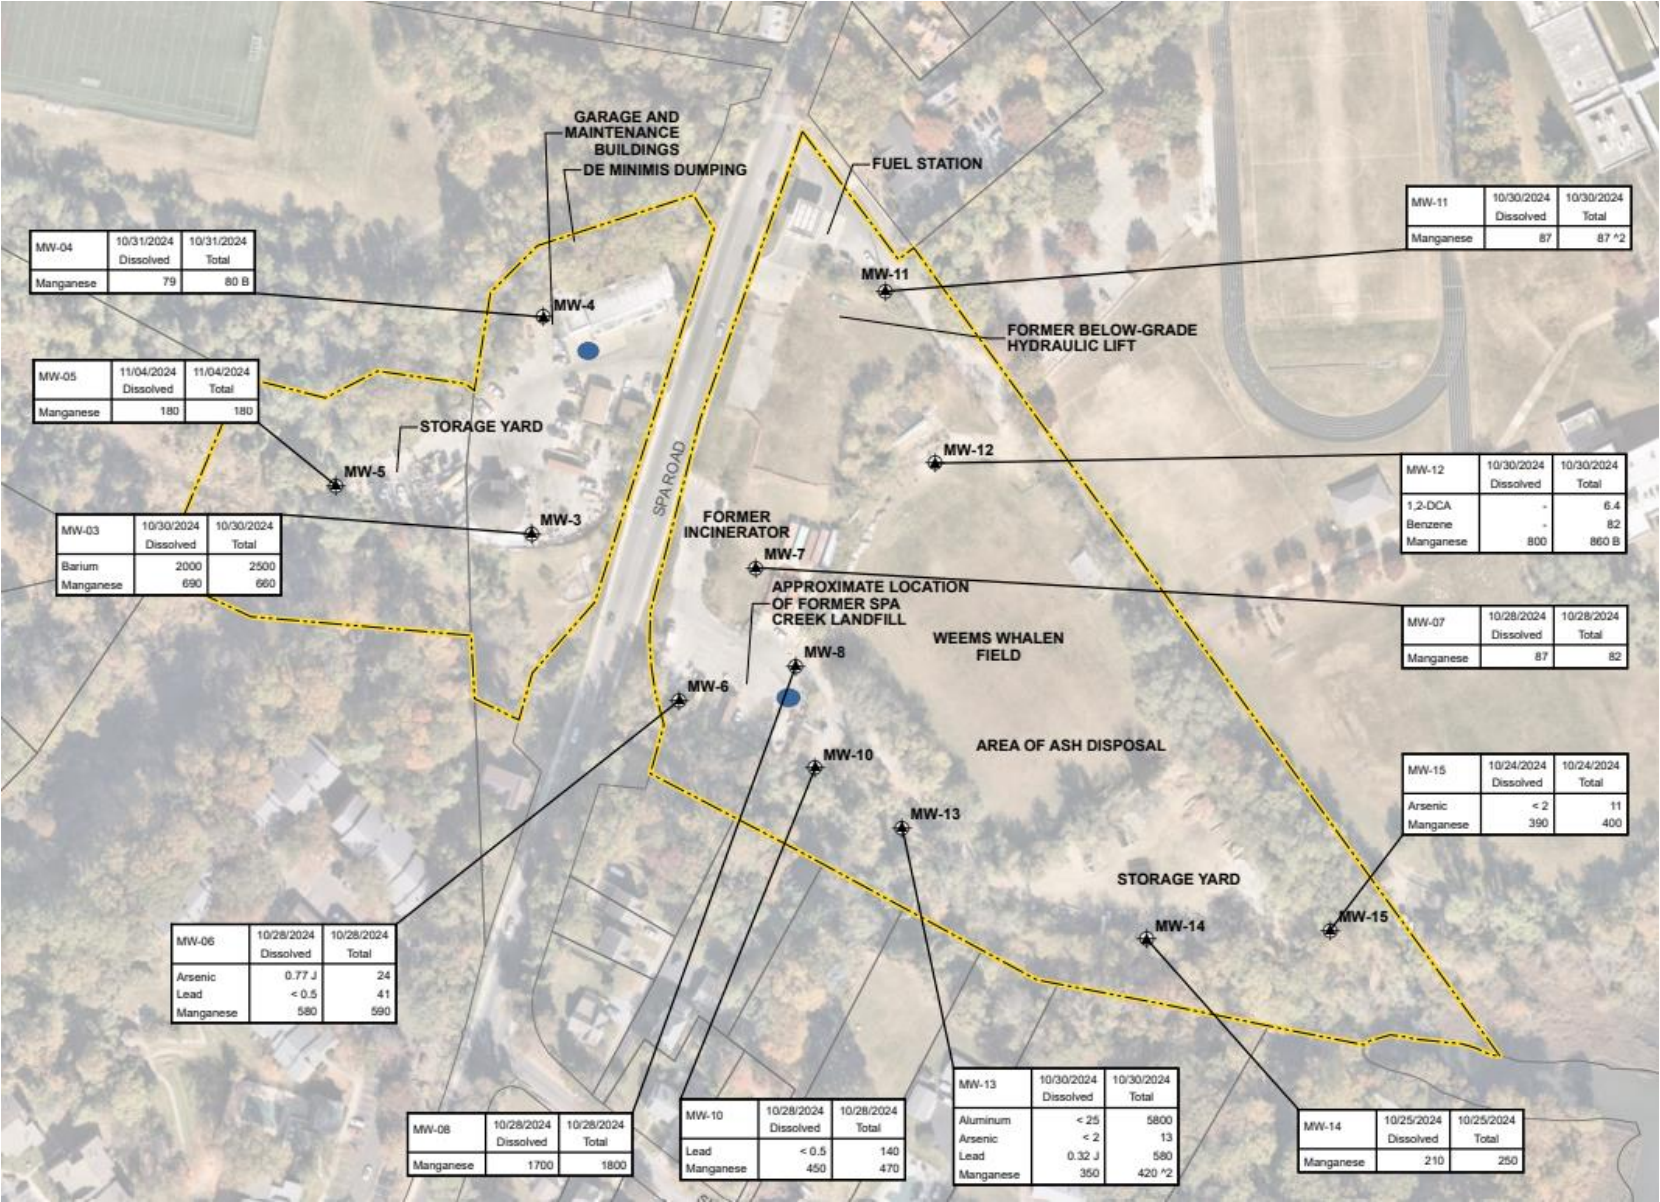 GARAGE AND
MAINTENANCE
BUILDINGS
DE MINIMIS DUMPING
FUEL STATION
MW-11 10/30/2024 10/30/2024
Dissolved Total
Manganese 87 87 ^2
MW-04 10/31/2024 10/31/2024
Dissolved Total
Manganese 79 80 B
MW-11
MW-4
FORMER BELOW-GRADE
HYDRAULIC LIFT
MW-05 11/04/2024 11/04/2024
Dissolved Total
Manganese 180 180
STORAGE YARD
MW-5
SPA ROAD
MW-12
MW-12 10/30/2024 10/30/2024
Dissolved Total
1,2-DCA - 6.4
Benzene - 82
Manganese 800 860 B
MW-03 10/30/2024 10/30/2024
Dissolved Total
Barium 2000 2500
Manganese 690 660
MW-3
FORMER
INCINERATOR
MW-7
APPROXIMATE LOCATION
OF FORMER SPA
CREEK LANDFILL
MW-07 10/28/2024 10/28/2024
Dissolved Total
Manganese 87 82
WEEMS WHALEN
FIELD
MW-8
MW-6
AREA OF ASH DISPOSAL
MW-10
MW-15 10/24/2024 10/24/2024
Dissolved Total
Arsenic < 2 11
Manganese 390 400
MW-13
STORAGE YARD
MW-14
MW-15
MW-06 10/28/2024 10/28/2024
Dissolved Total
Arsenic 0.77 J 24
Lead < 0.5 41
Manganese 580 590
MW-08 10/28/2024 10/28/2024
Dissolved Total
Manganese 1700 1800
MW-10 10/28/2024 10/28/2024
Dissolved Total
Lead < 0.5 140
Manganese 450 470
MW-13 10/30/2024 10/30/2024
Dissolved Total
Aluminum < 25 5800
Arsenic < 2 13
Lead 0.32 J 580
Manganese 350 420 ^2
MW-14 10/25/2024 10/25/2024
Dissolved Total
Manganese 210 250